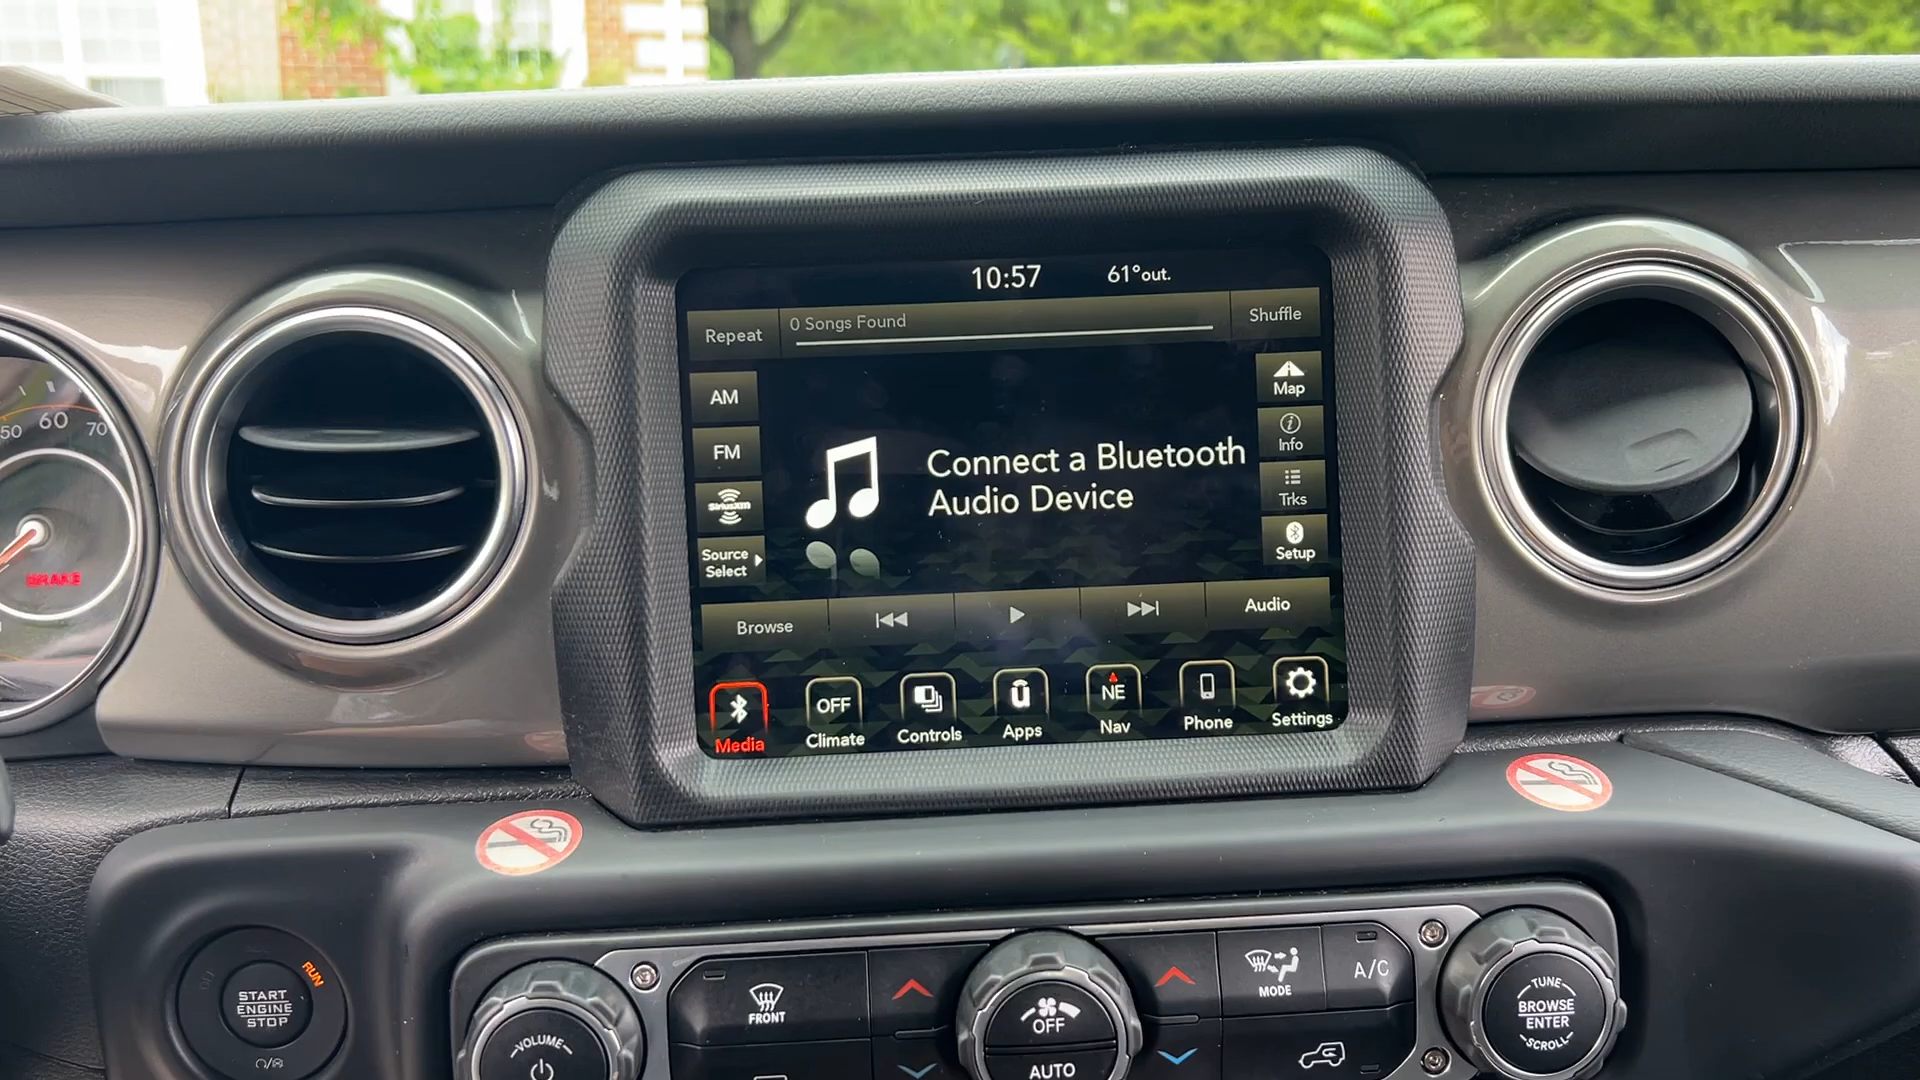 10:57 61°out.
Repeat 0 Songs Found Shuffle
AM
FM
SiriusXM
Source
Select
Connect a Bluetooth
Audio Device
Map
Info
Trks
Setup
Browse Audio
Media
OFF
Climate
Controls
Apps
NE
Nav
Phone
Settings
50 60 70
BRAKE
RUN
START
ENGINE
STOP
VOLUME
FRONT
OFF
AUTO
MODE
A/C
TUNE
BROWSE
ENTER
SCROLL